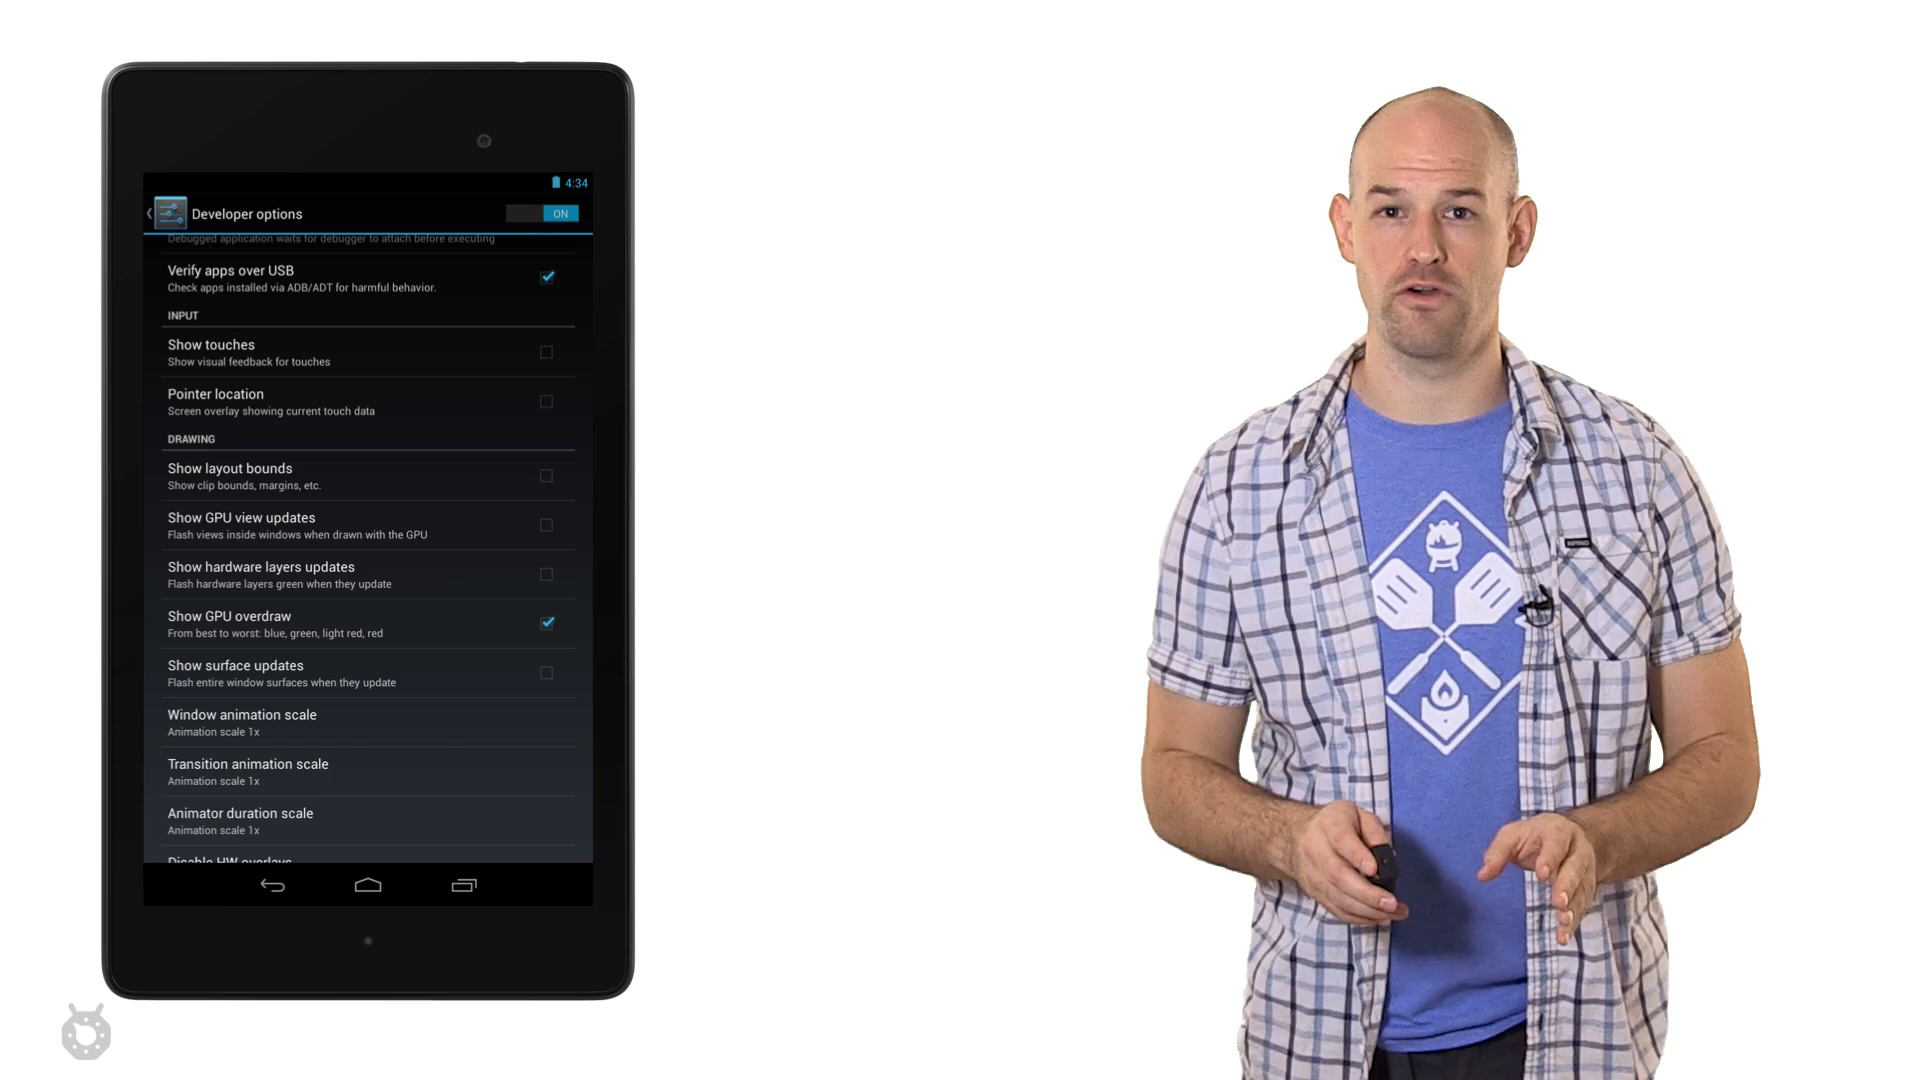 4:34
Developer options
ON
Debugged application waits for debugger to attach before executing
Verify apps over USB
Check apps installed via ADB/ADT for harmful behavior.
INPUT
Show touches
Show visual feedback for touches
Pointer location
Screen overlay showing current touch data
DRAWING
Show layout bounds
Show clip bounds, margins, etc.
Show GPU view updates
Flash views inside windows when drawn with the GPU
Show hardware layers updates
Flash hardware layers green when they update
Show GPU overdraw
From best to worst: blue, green, light red, red
Show surface updates
Flash entire window surfaces when they update
Window animation scale
Animation scale 1x
Transition animation scale
Animation scale 1x
Animator duration scale
Animation scale 1x
Disable HW overlays